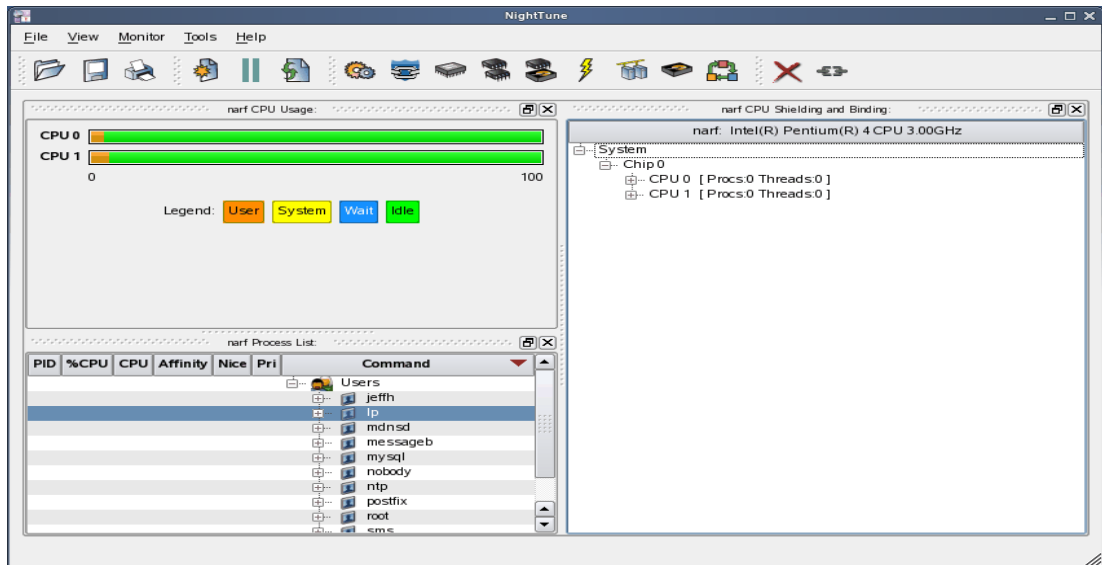 NightTune
File View Monitor Tools Help
narf CPU Usage:
CPU 0
CPU 1
0 100
Legend: User System Wait Idle
narf Process List:
PID %CPU CPU Affinity Nice Pri Command
Users
jeffh
lp
mdnsd
messageb
mysql
nobody
ntp
postfix
root
sms
narf CPU Shielding and Binding:
narf: Intel(R) Pentium(R) 4 CPU 3.00GHz
System
Chip 0
CPU 0 [ Procs:0 Threads:0 ]
CPU 1 [ Procs:0 Threads:0 ]